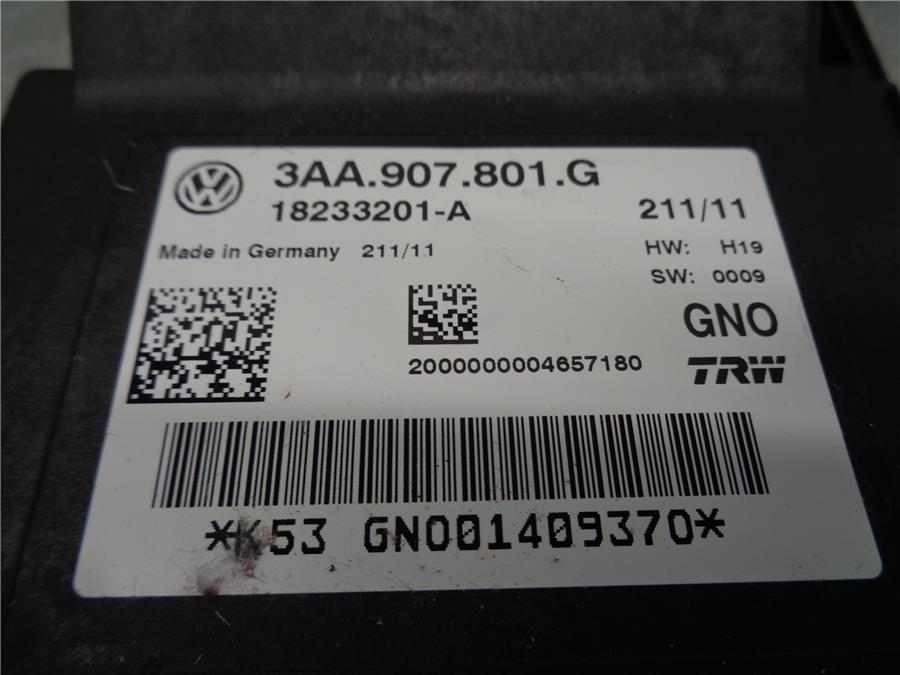 3AA.907.801.G
18233201-A
211/11
Made in Germany 211/11
HW: H19
SW: 0009
GNO
2000000004657180
TRW
*K53 GNO01409370*